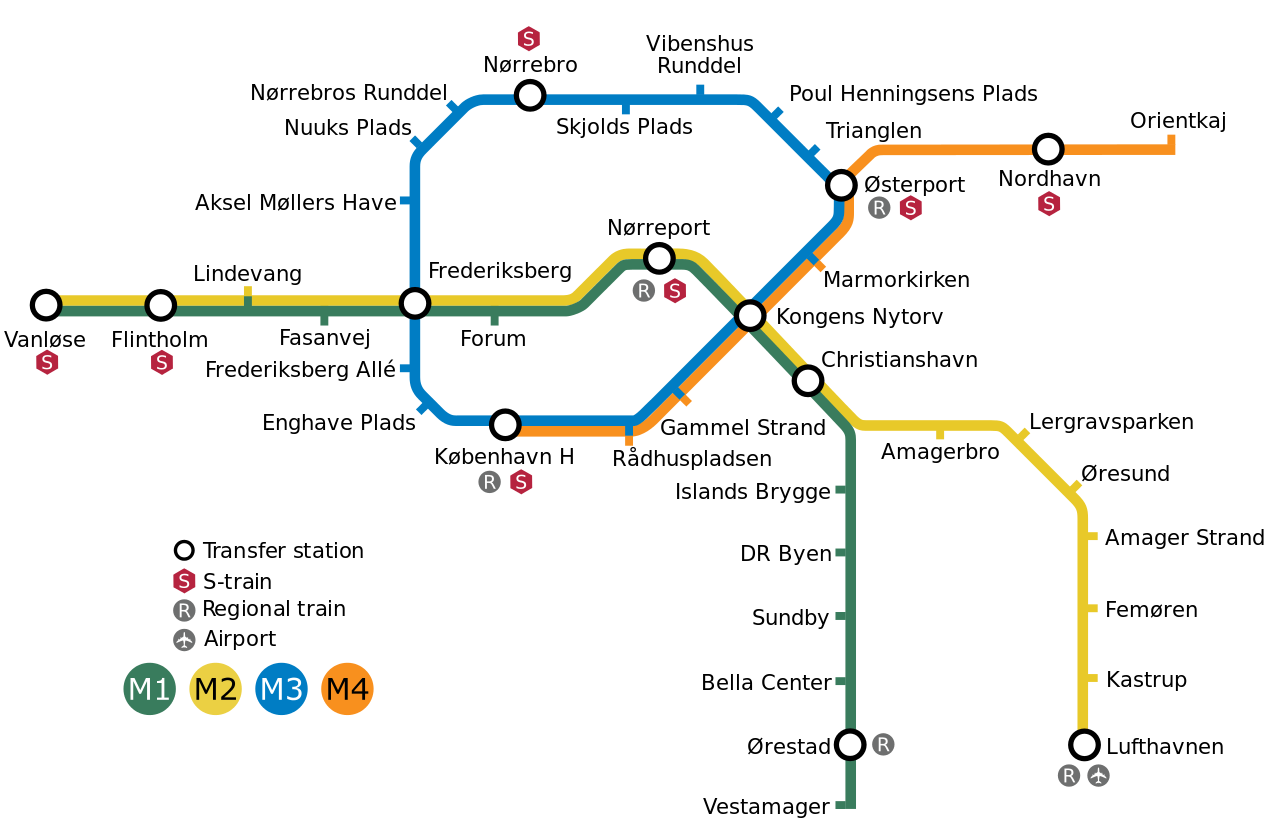 S
Nørrebro
Vibenshus
Runddel
Nørrebros Runddel
Poul Henningsens Plads
Nuuks Plads
Skjolds Plads
Trianglen
Orientkaj
Aksel Møllers Have
Østerport
R S
Nordhavn
S
Nørreport
R S
Lindevang
Frederiksberg
Marmorkirken
Kongens Nytorv
Vanløse
S
Flintholm
S
Fasanvej
Forum
Christianshavn
Frederiksberg Allé
Enghave Plads
København H
R S
Gammel Strand
Rådhuspladsen
Amagerbro
Lergravsparken
Øresund
Islands Brygge
Amager Strand
DR Byen
Femøren
Sundby
Kastrup
Bella Center
Ørestad
R
Lufthavnen
R
Vestamager
Transfer station
S S-train
R Regional train
Airport
M1 M2 M3 M4